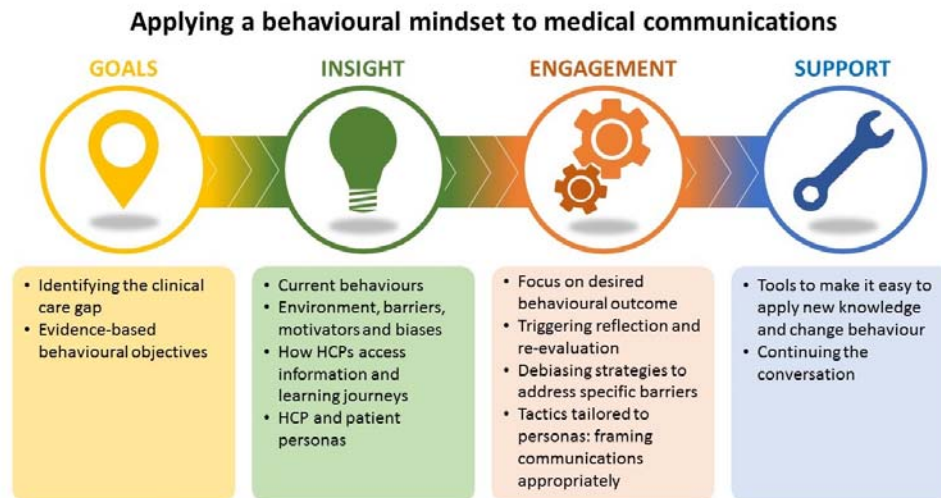 Applying a behavioural mindset to medical communications
GOALS
INSIGHT
ENGAGEMENT
SUPPORT
• Identifying the clinical
care gap
• Evidence-based
behavioural objectives
• Current behaviours
• Environment, barriers,
motivators and biases
• How HCPs access
information and
learning journeys
• HCP and patient
personas
• Focus on desired
behavioural outcome
• Triggering reflection and
re-evaluation
• Debiasing strategies to
address specific barriers
• Tactics tailored to
personas: framing
communications
appropriately
• Tools to make it easy to
apply new knowledge
and change behaviour
• Continuing the
conversation